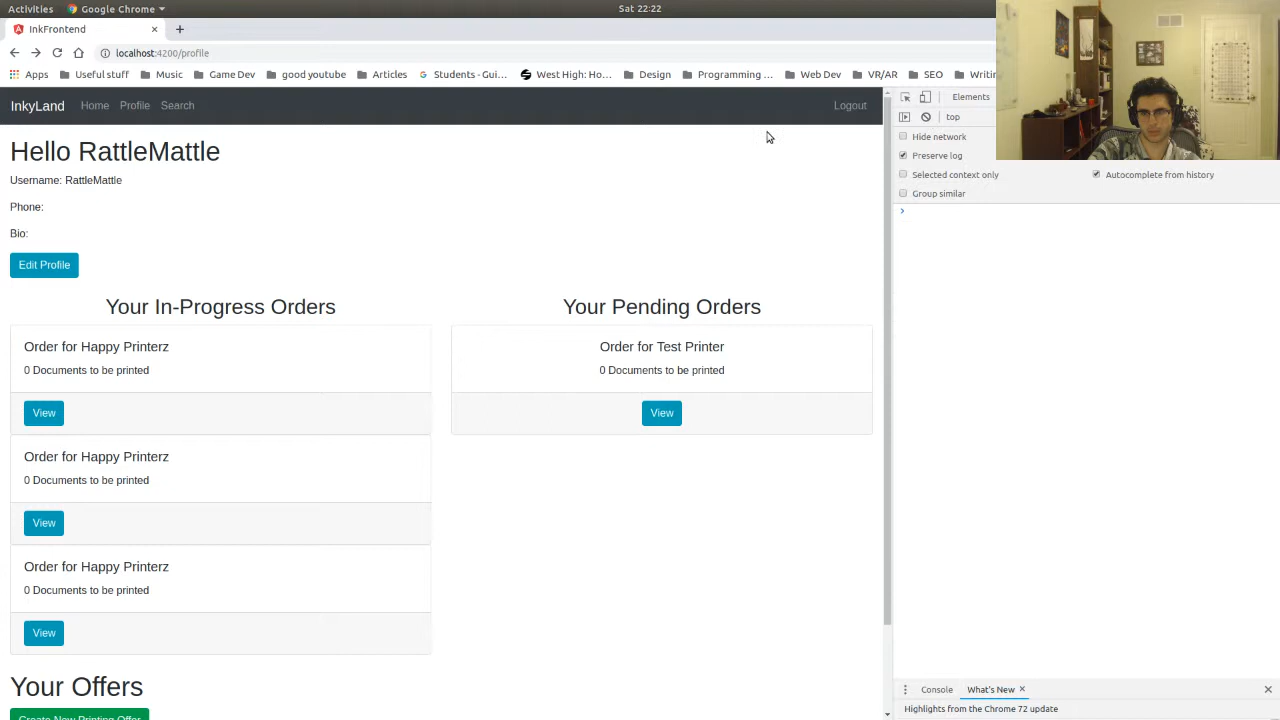 Activities Google Chrome Sat 22:22
InkFrontend
localhost:4200/profile
Apps Useful stuff Music Game Dev good youtube Articles Students - Gui... West High: Ho... Design Programming ... Web Dev VR/AR SEO Writin
InkyLand Home Profile Search Logout
Elements
top
Hide network
Preserve log
Selected context only Autocomplete from history
Group similar
Hello RattleMattle
Username: RattleMattle
Phone:
Bio:
Edit Profile
Your In-Progress Orders
Order for Happy Printerz
0 Documents to be printed
View
Order for Happy Printerz
0 Documents to be printed
View
Order for Happy Printerz
0 Documents to be printed
View
Your Pending Orders
Order for Test Printer
0 Documents to be printed
View
Your Offers
Create New Printing Offer
Console What's New
Highlights from the Chrome 72 update